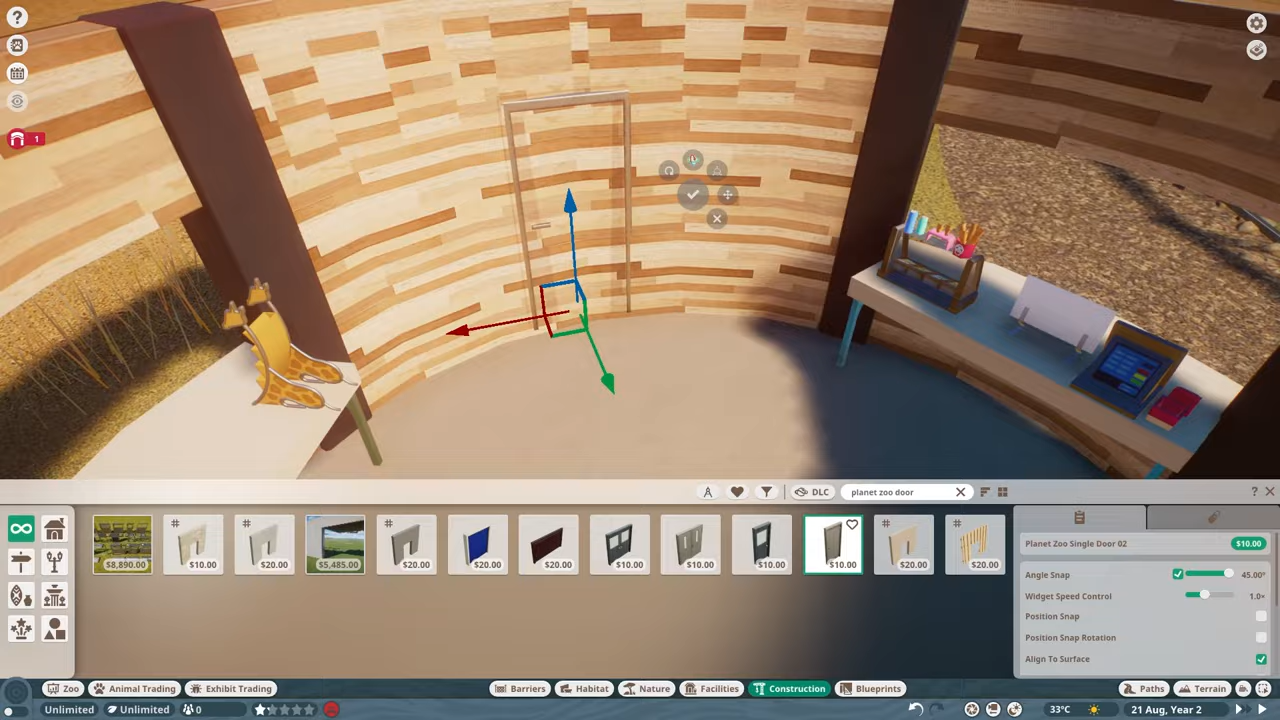 ?
1
DLC
planet zoo door
?
#
#
#
#
#
$8,890.00
$10.00
$20.00
$5,485.00
$20.00
$20.00
$20.00
$10.00
$10.00
$10.00
$10.00
$20.00
$20.00
Planet Zoo Single Door 02
$10.00
Angle Snap
45.00°
Widget Speed Control
1.0×
Position Snap
Position Snap Rotation
Align To Surface
Zoo
Animal Trading
Exhibit Trading
Barriers
Habitat
Nature
Facilities
Construction
Blueprints
Paths
Terrain
Unlimited
Unlimited
0
33°C
21 Aug, Year 2